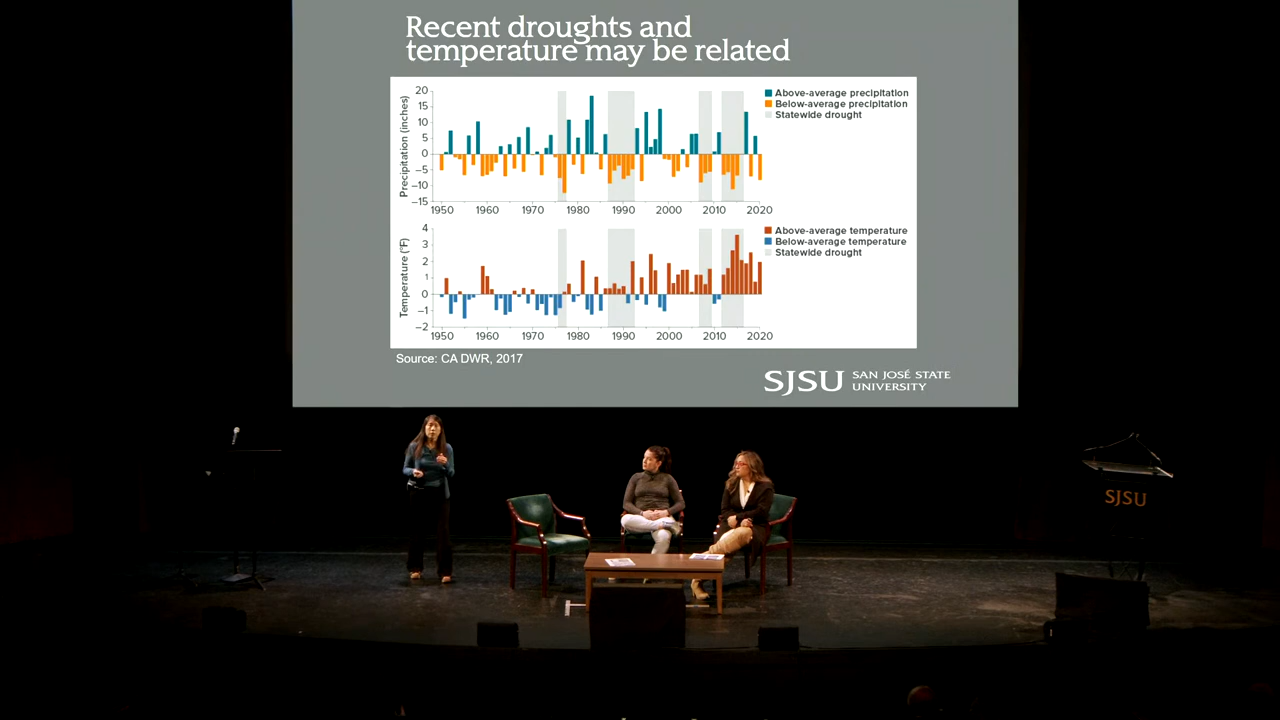 Recent droughts and
temperature may be related
Precipitation (inches)
20
15
10
5
0
−5
−10
−15
1950 1960 1970 1980 1990 2000 2010 2020
Above-average precipitation
Below-average precipitation
Statewide drought
Temperature (°F)
4
3
2
1
0
−1
−2
1950 1960 1970 1980 1990 2000 2010 2020
Above-average temperature
Below-average temperature
Statewide drought
Source: CA DWR, 2017
SJSU
SAN JOSÉ STATE
UNIVERSITY
SJSU